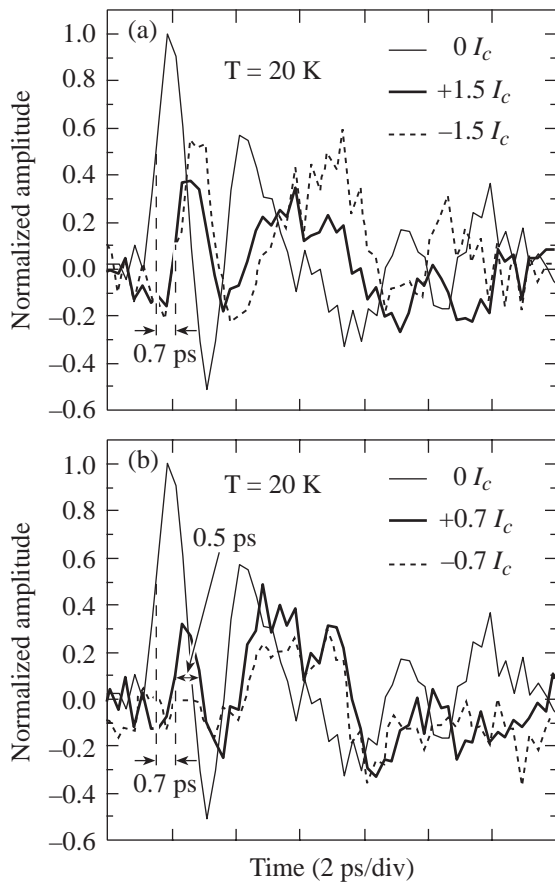 (a)
T = 20 K
0 I_c
+1.5 I_c
–1.5 I_c
Normalized amplitude
1.0
0.8
0.6
0.4
0.2
0.0
–0.2
–0.4
–0.6
0.7 ps
(b)
T = 20 K
0 I_c
+0.7 I_c
–0.7 I_c
0.5 ps
Normalized amplitude
1.0
0.8
0.6
0.4
0.2
0.0
–0.2
–0.4
–0.6
0.7 ps
Time (2 ps/div)